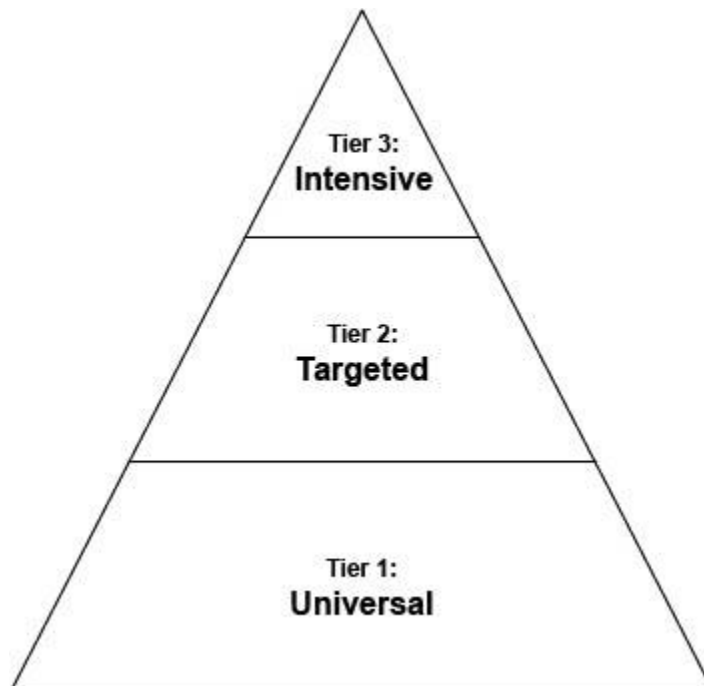 Tier 3:
Intensive
Tier 2:
Targeted
Tier 1:
Universal